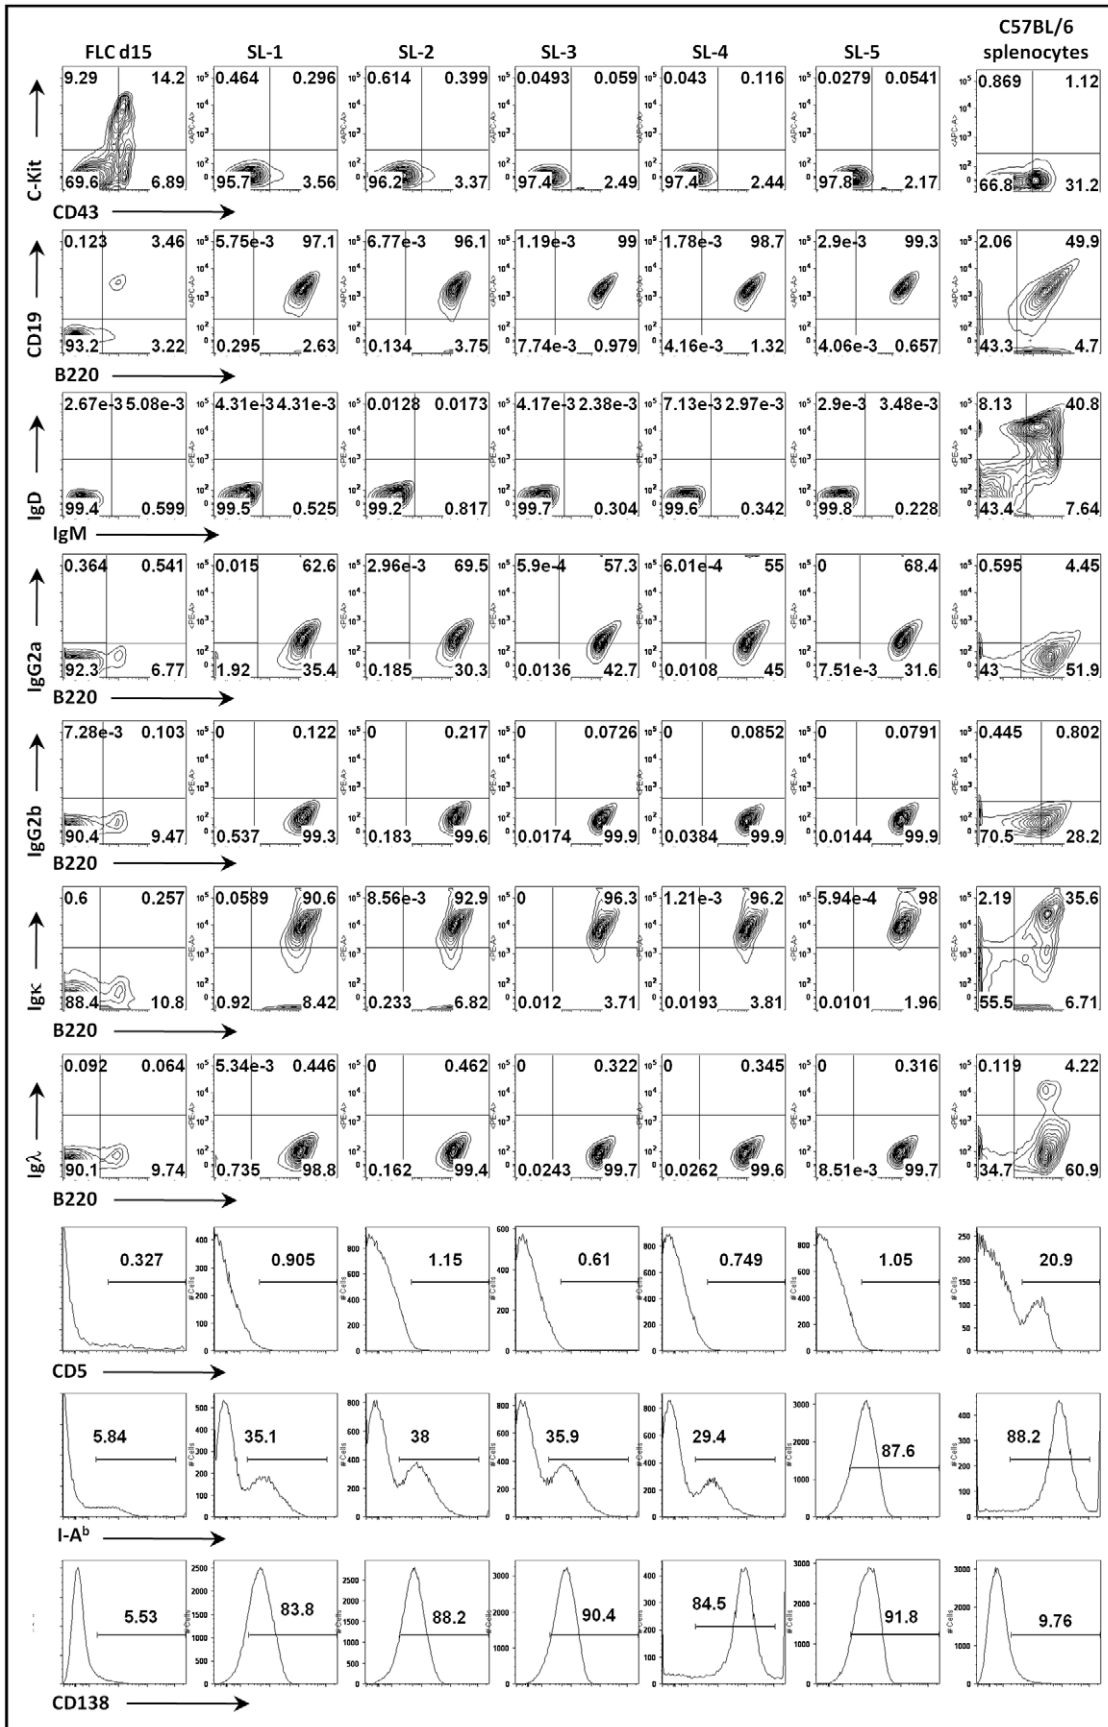 C57BL/6
FLC d15 SL-1 SL-2 SL-3 SL-4 SL-5 splenocytes
9.29 14.2 0.464 0.296 0.614 0.399 0.0493 0.059 0.043 0.116 0.0279 0.0541 0.869 1.12
69.6 6.89 95.7 3.56 96.2 3.37 97.4 2.49 97.4 2.44 97.8 2.17 66.8 31.2
C-Kit
CD43
0.123 3.46 5.75e-3 97.1 6.77e-3 96.1 1.19e-3 99 1.78e-3 98.7 2.9e-3 99.3 2.06 49.9
93.2 3.22 0.295 2.63 0.134 3.75 7.74e-3 0.979 4.16e-3 1.32 4.06e-3 0.657 43.3 4.7
CD19
B220
2.67e-3 5.08e-3 4.31e-3 4.31e-3 0.0128 0.0173 4.17e-3 2.38e-3 7.13e-3 2.97e-3 2.9e-3 3.48e-3 8.13 40.8
99.4 0.599 99.5 0.525 99.2 0.817 99.7 0.304 99.6 0.342 99.8 0.228 43.4 7.64
IgD
IgM
0.364 0.541 0.015 62.6 2.96e-3 69.5 5.9e-4 57.3 6.01e-4 55 0 68.4 0.595 4.45
92.3 6.77 1.92 35.4 0.185 30.3 0.0136 42.7 0.0108 45 7.51e-3 31.6 43 51.9
IgG2a
B220
7.28e-3 0.103 0 0.122 0 0.217 0 0.0726 0 0.0852 0 0.0791 0.445 0.802
90.4 9.47 0.537 99.3 0.183 99.6 0.0174 99.9 0.0384 99.9 0.0144 99.9 70.5 28.2
IgG2b
B220
0.6 0.257 0.0589 90.6 8.56e-3 92.9 0 96.3 1.21e-3 96.2 5.94e-4 98 2.19 35.6
88.4 10.8 0.92 8.42 0.233 6.82 0.012 3.71 0.0193 3.81 0.0101 1.96 55.5 6.71
Igκ
B220
0.092 0.064 5.34e-3 0.446 0 0.462 0 0.322 0 0.345 0 0.316 0.119 4.22
90.1 9.74 0.735 98.8 0.162 99.4 0.0243 99.7 0.0262 99.6 8.51e-3 99.7 34.7 60.9
Igλ
B220
0.327 0.905 1.15 0.61 0.749 1.05 20.9
CD5
5.84 35.1 38 35.9 29.4 87.6 88.2
I-Aᵇ
5.53 83.8 88.2 90.4 84.5 91.8 9.76
CD138